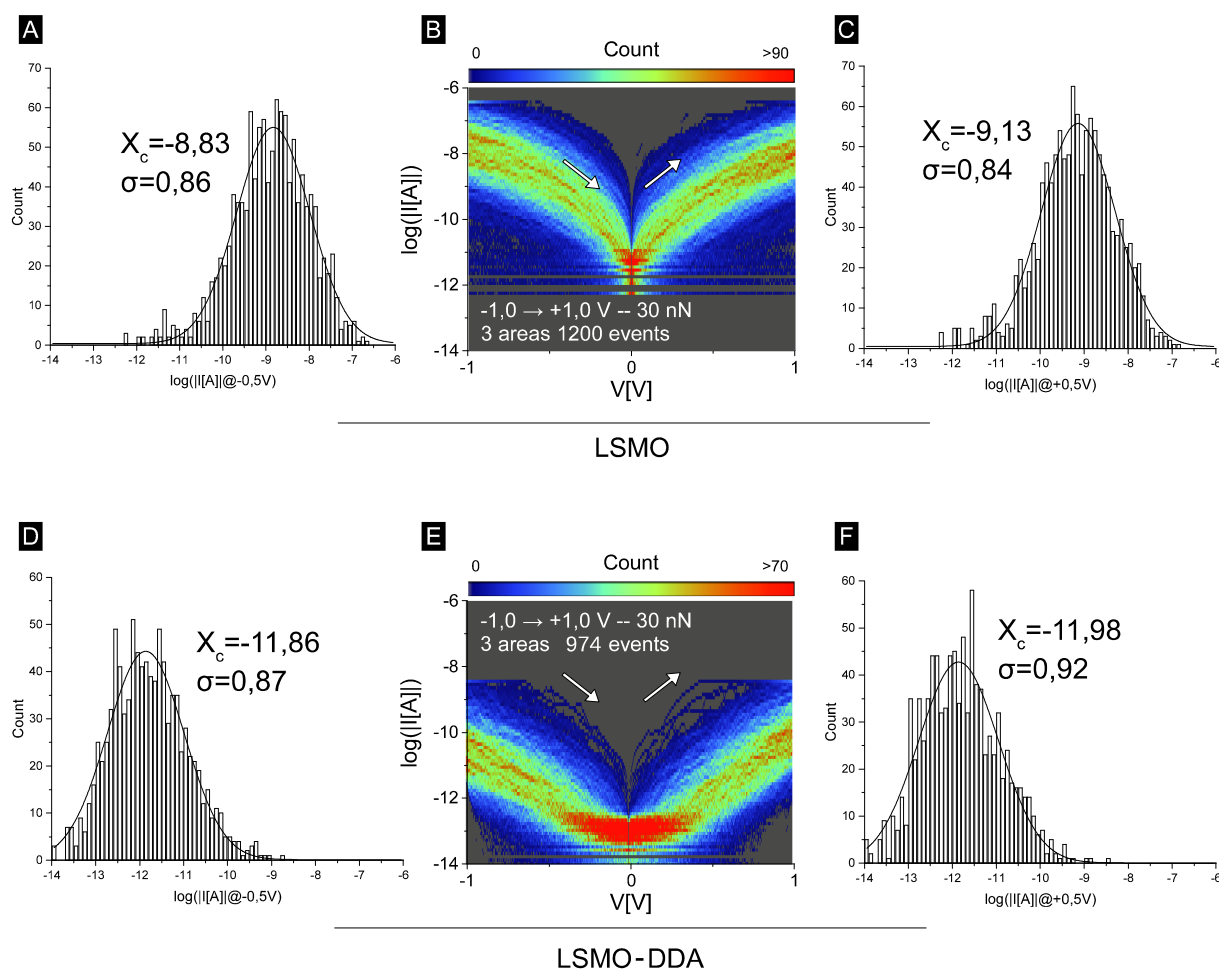 A
70
60
50
40
30
20
10
0
Count
Xc=-8,83
σ=0,86
-14 -13 -12 -11 -10 -9 -8 -7 -6
log(|I[A]|@-0,5V)
B
Count
0 >90
-6
-8
-10
-12
-14
log(|I[A]|)
-1,0 → +1,0 V -- 30 nN
3 areas 1200 events
-1 0 1
V[V]
C
70
60
50
40
30
20
10
0
Count
Xc=-9,13
σ=0,84
-14 -13 -12 -11 -10 -9 -8 -7 -6
log(|I[A]|@+0,5V)
LSMO
D
60
50
40
30
20
10
0
Count
Xc=-11,86
σ=0,87
-14 -13 -12 -11 -10 -9 -8 -7 -6
log(|I[A]|@-0,5V)
E
Count
0 >70
-6
-8
-10
-12
-14
log(|I[A]|)
-1,0 → +1,0 V -- 30 nN
3 areas 974 events
-1 0 1
V[V]
F
60
50
40
30
20
10
0
Count
Xc=-11,98
σ=0,92
-14 -13 -12 -11 -10 -9 -8 -7 -6
log(|I[A]|@+0,5V)
LSMO-DDA